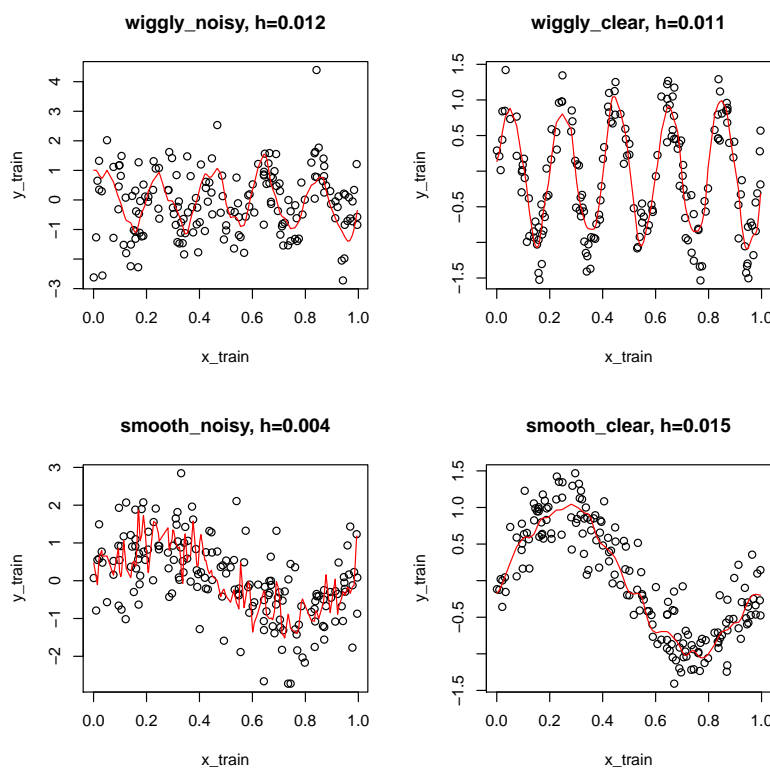 wiggly_noisy, h=0.012
4
3
2
1
0
-1
-3
y_train
0.0 0.2 0.4 0.6 0.8 1.0
x_train
wiggly_clear, h=0.011
1.5
0.5
-0.5
-1.5
y_train
0.0 0.2 0.4 0.6 0.8 1.0
x_train
smooth_noisy, h=0.004
3
2
1
0
-1
-2
y_train
0.0 0.2 0.4 0.6 0.8 1.0
x_train
smooth_clear, h=0.015
1.5
1.0
0.5
-0.5
-1.5
y_train
0.0 0.2 0.4 0.6 0.8 1.0
x_train